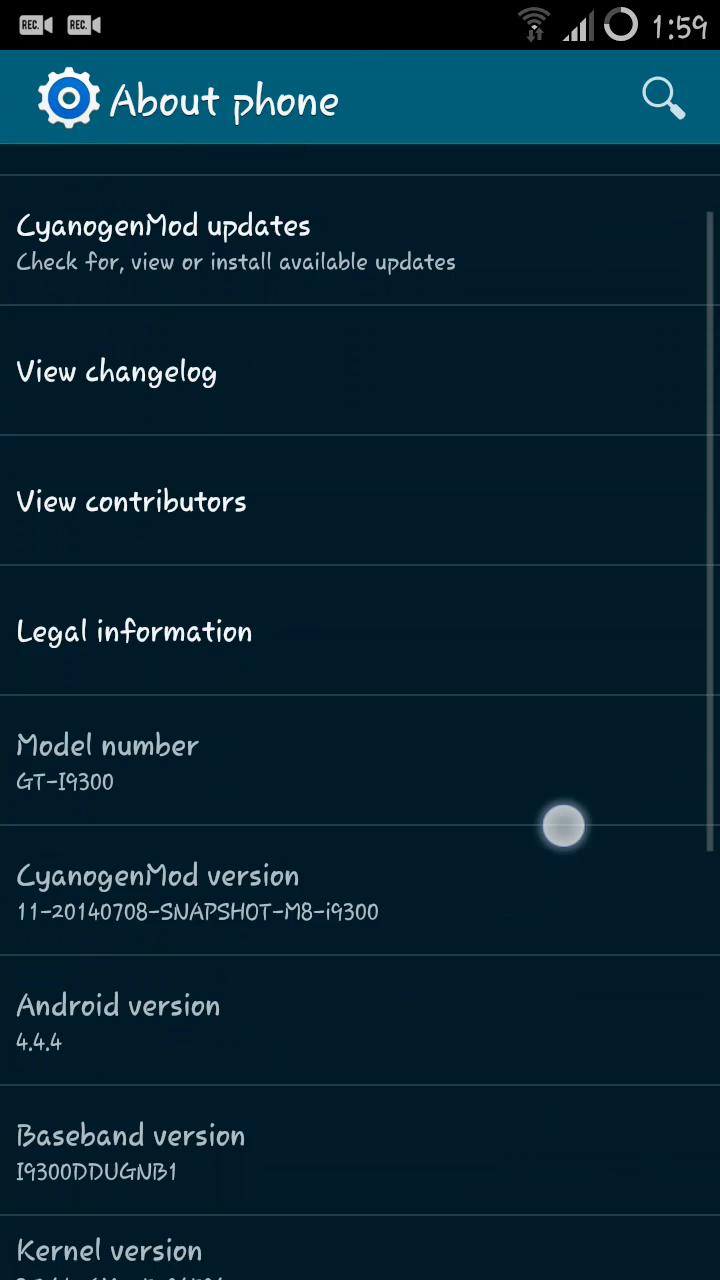 REC. REC. 1:59
About phone
CyanogenMod updates
Check for, view or install available updates
View changelog
View contributors
Legal information
Model number
GT-I9300
CyanogenMod version
11-20140708-SNAPSHOT-M8-i9300
Android version
4.4.4
Baseband version
I9300DDUGNB1
Kernel version